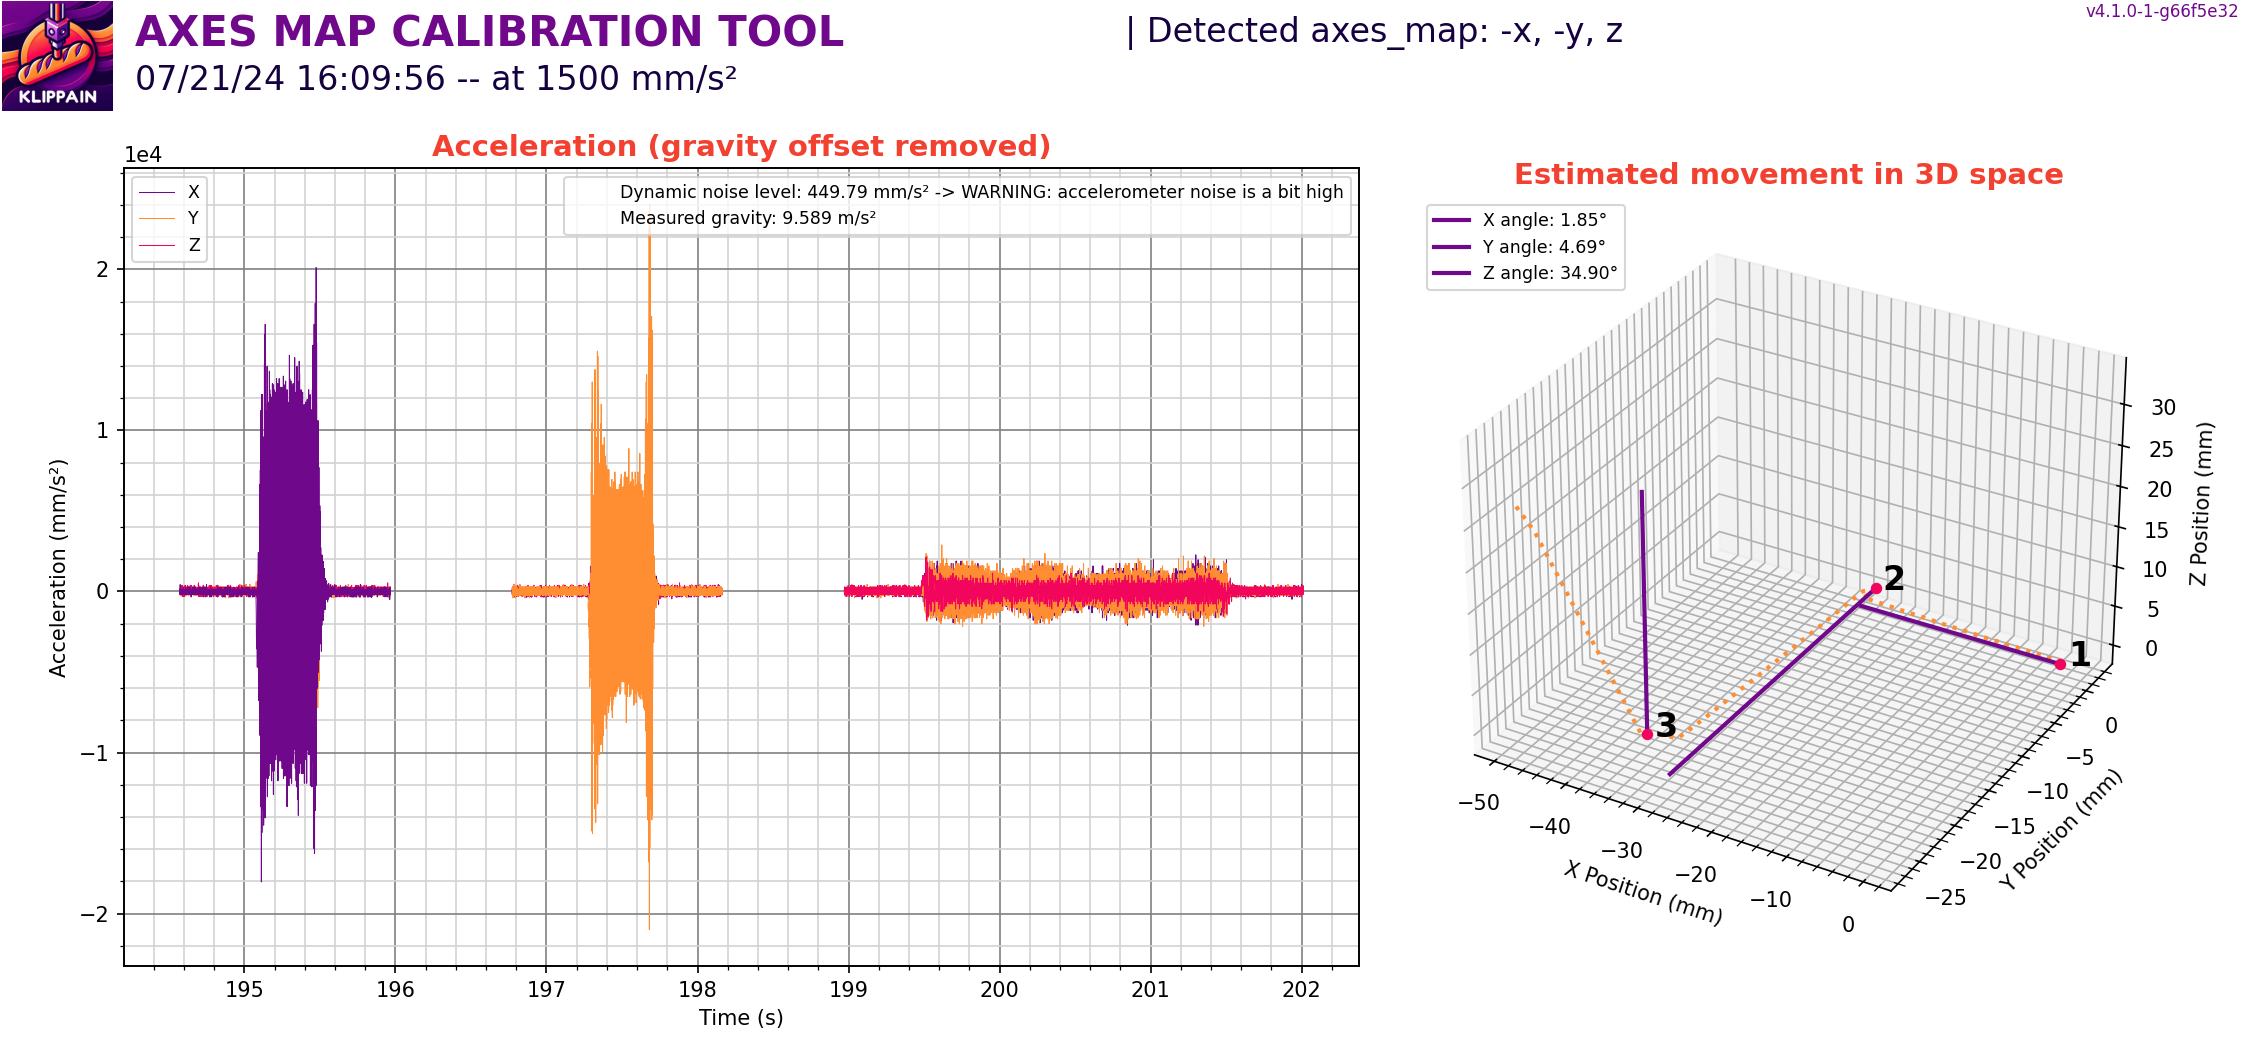 KLIPPAIN
AXES MAP CALIBRATION TOOL
07/21/24 16:09:56 -- at 1500 mm/s²
| Detected axes_map: -x, -y, z
v4.1.0-1-g66f5e32
Acceleration (gravity offset removed)
1e4
X
Y
Z
Dynamic noise level: 449.79 mm/s² -> WARNING: accelerometer noise is a bit high
Measured gravity: 9.589 m/s²
Acceleration (mm/s²)
2
1
0
−1
−2
195 196 197 198 199 200 201 202
Time (s)
Estimated movement in 3D space
X angle: 1.85°
Y angle: 4.69°
Z angle: 34.90°
1
2
3
−50 −40 −30 −20 −10 0
X Position (mm)
−25 −20 −15 −10 −5 0
Y Position (mm)
30
25
20
15
10
5
0
Z Position (mm)